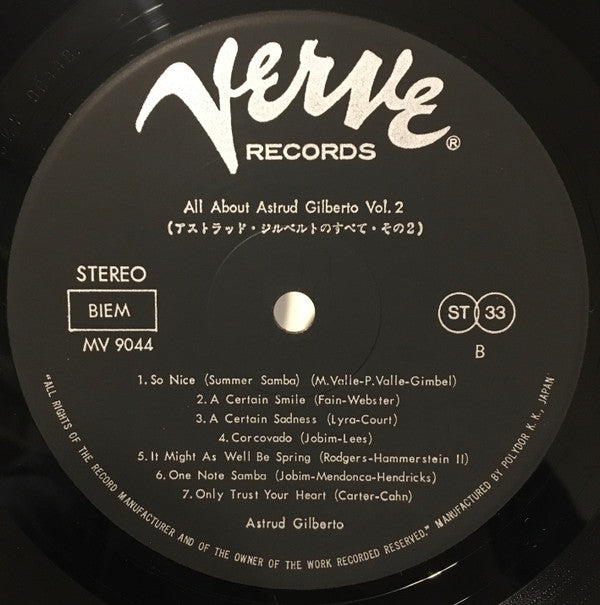 Verve
RECORDS ®
All About Astrud Gilberto Vol. 2
(アストラッド・ジルベルトのすべて・その2)
STEREO
BIEM
MV 9044
ST 33
B
1. So Nice (Summer Samba) (M. Valle-P. Valle-Gimbel)
2. A Certain Smile (Fain-Webster)
3. A Certain Sadness (Lyra-Court)
4. Corcovado (Jobim-Lees)
5. It Might As Well Be Spring (Rodgers-Hammerstein II)
6. One Note Samba (Jobim-Mendonca-Hendricks)
7. Only Trust Your Heart (Carter-Cahn)
Astrud Gilberto
"ALL RIGHTS OF THE RECORD MANUFACTURER AND OF THE OWNER OF THE WORK RECORDED RESERVED." MANUFACTURED BY POLYDOR K. K., JAPAN